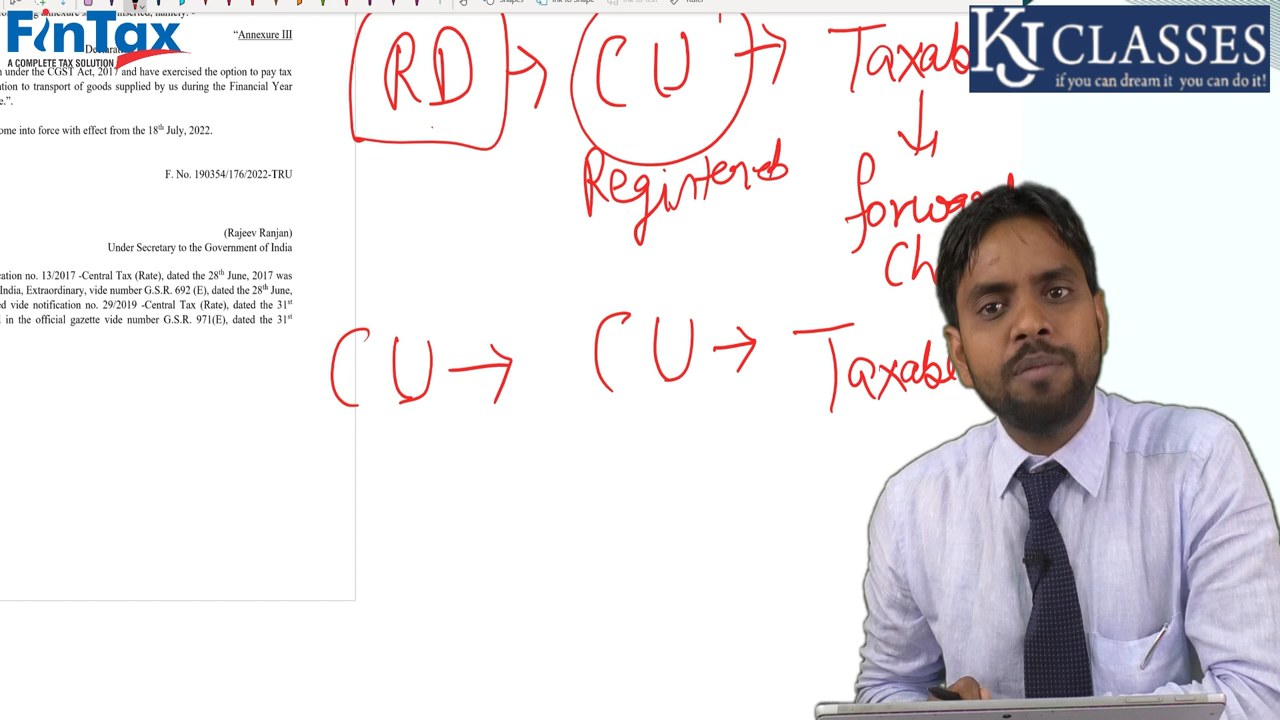 FinTax
A COMPLETE TAX SOLUTION
"Annexure III
n under the CGST Act, 2017 and have exercised the option to pay tax
ation to transport of goods supplied by us during the Financial Year
e.".
ome into force with effect from the 18th July, 2022.
F. No. 190354/176/2022-TRU
(Rajeev Ranjan)
Under Secretary to the Government of India
cation no. 13/2017 -Central Tax (Rate), dated the 28th June, 2017 was
India, Extraordinary, vide number G.S.R. 692 (E), dated the 28th June,
ed vide notification no. 29/2019 -Central Tax (Rate), dated the 31st
in the official gazette vide number G.S.R. 971(E), dated the 31st
RD → CU → Taxab
Registered
↓
forwar
Ch
CU → CU → Taxable
KJ CLASSES
if you can dream it you can do it!